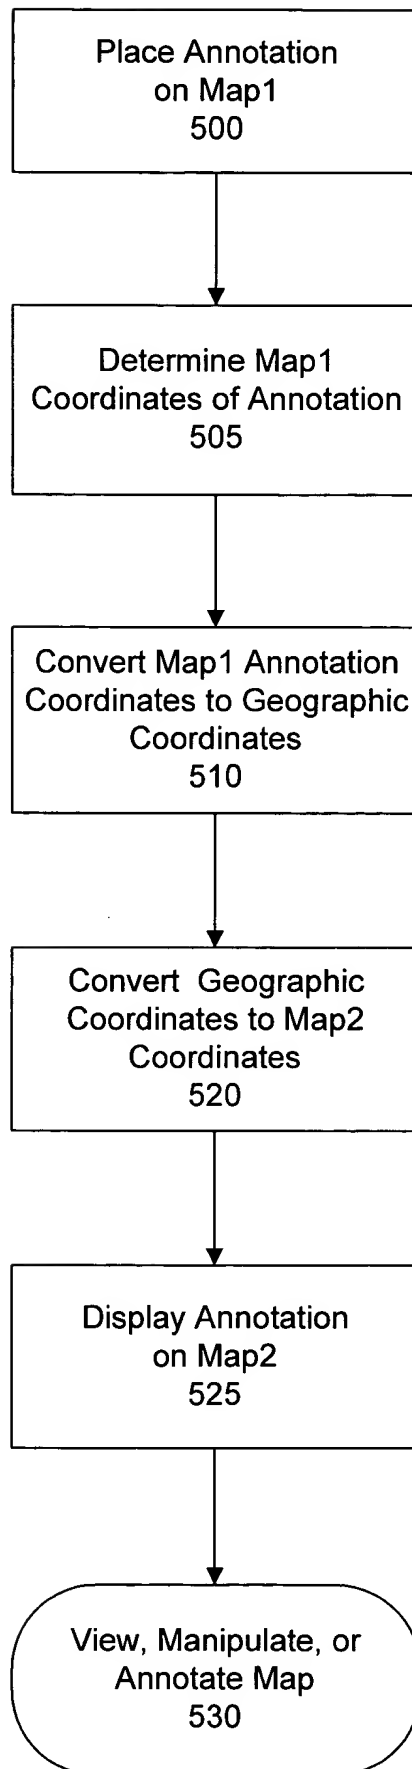 Place Annotation
on Map1
500
Determine Map1
Coordinates of Annotation
505
Convert Map1 Annotation
Coordinates to Geographic
Coordinates
510
Convert Geographic
Coordinates to Map2
Coordinates
520
Display Annotation
on Map2
525
View, Manipulate, or
Annotate Map
530